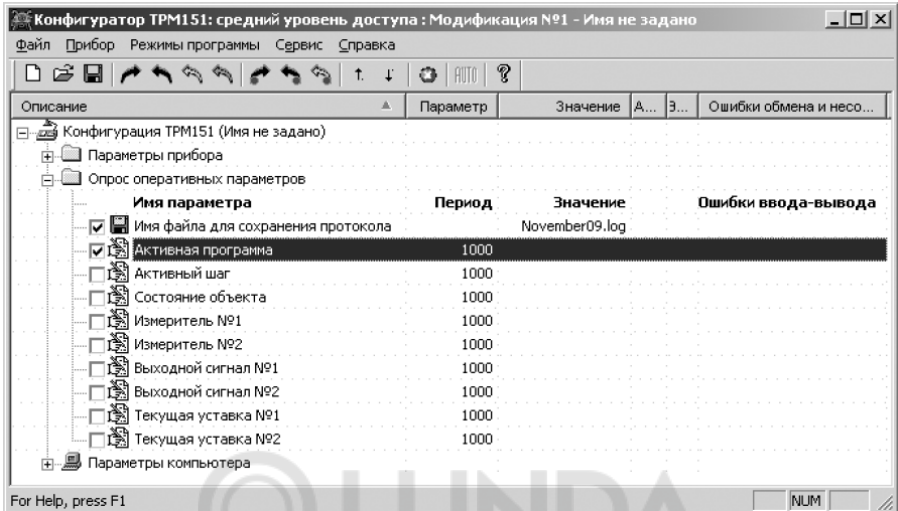 Конфигуратор ТРМ151: средний уровень доступа : Модификация №1 - Имя не задано
Файл Прибор Режимы программы Сервис Справка
AUTO
Описание Параметр Значение А... Э... Ошибки обмена и несо...
Конфигурация ТРМ151 (Имя не задано)
Параметры прибора
Опрос оперативных параметров
Имя параметра Период Значение Ошибки ввода-вывода
Имя файла для сохранения протокола November09.log
Активная программа 1000
Активный шаг 1000
Состояние объекта 1000
Измеритель №1 1000
Измеритель №2 1000
Выходной сигнал №1 1000
Выходной сигнал №2 1000
Текущая уставка №1 1000
Текущая уставка №2 1000
Параметры компьютера
LUNDA
For Help, press F1 NUM